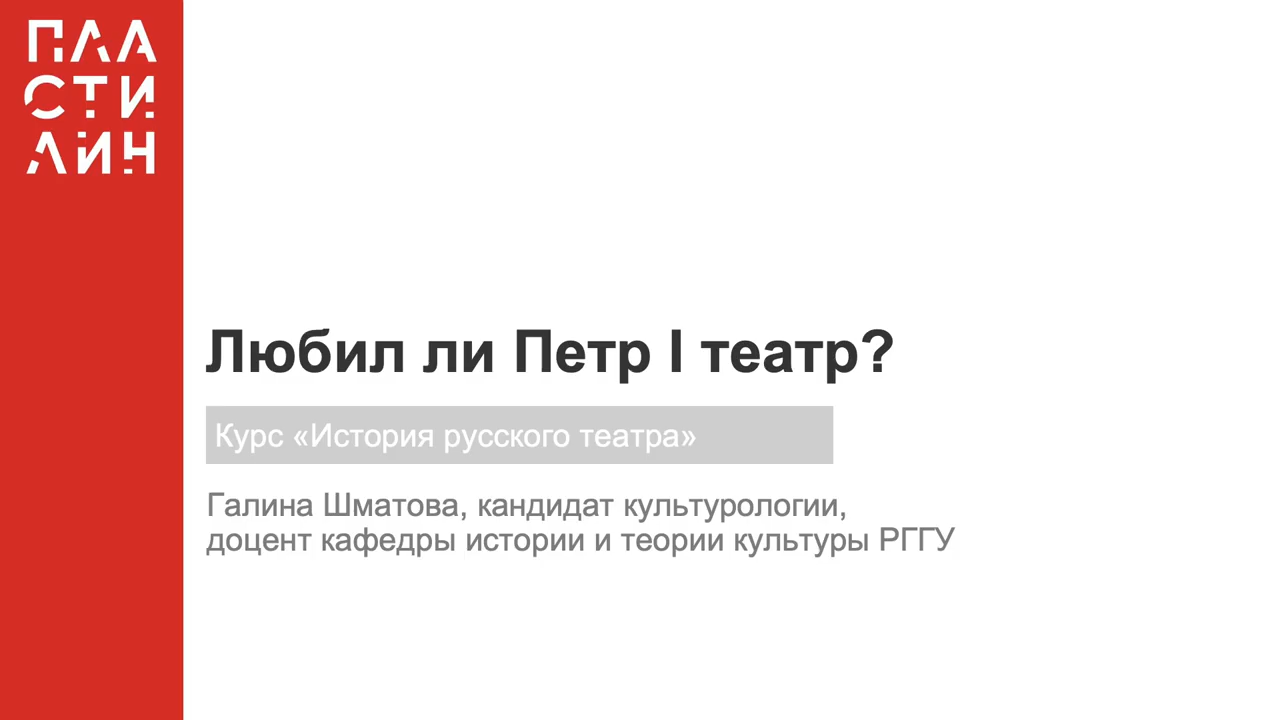 ПЛА
СТИ
ЛИН
Любил ли Петр I театр?
Курс «История русского театра»
Галина Шматова, кандидат культурологии,
доцент кафедры истории и теории культуры РГГУ